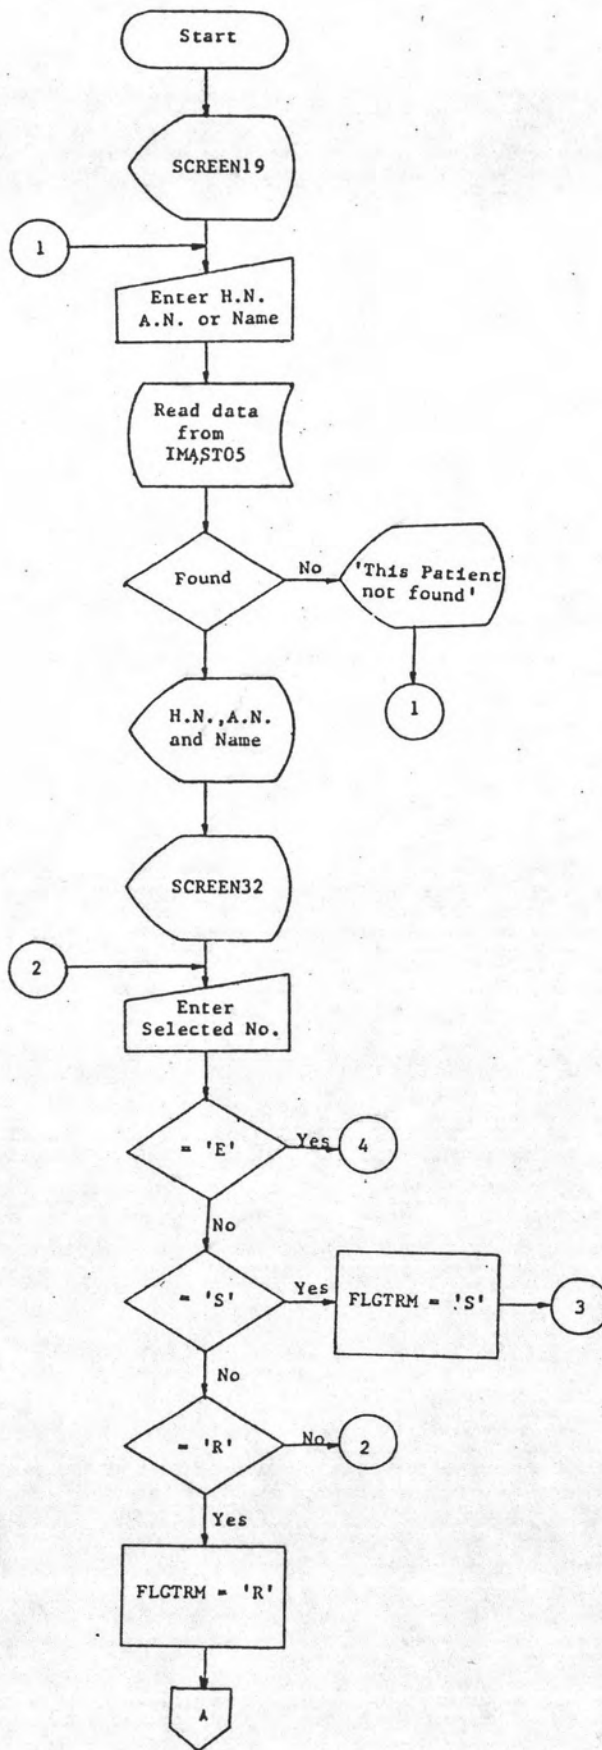 Start
SCREEN19
1
Enter H.N.
A.N. or Name
Read data
from
IMAST05
Found
No
'This Patient
not found'
1
H.N.,A.N.
and Name
SCREEN32
2
Enter
Selected No.
= 'E'
Yes
4
No
= 'S'
Yes
FLGTRM = 'S'
3
No
= 'R'
No
2
Yes
FLGTRM = 'R'
A